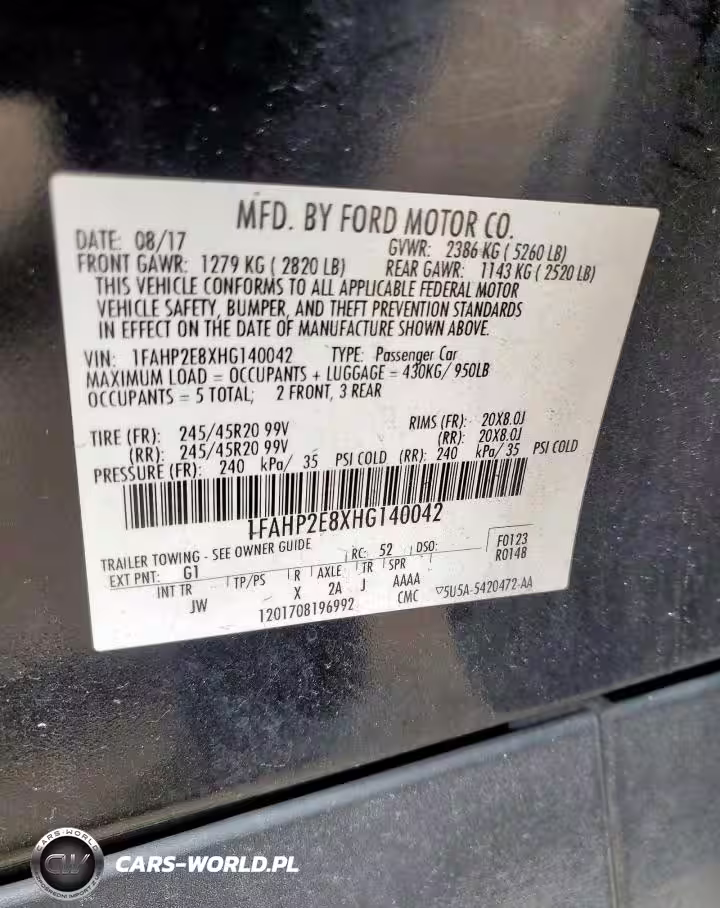 MFD. BY FORD MOTOR CO.
DATE: 08/17 GVWR: 2386 KG ( 5260 LB)
FRONT GAWR: 1279 KG ( 2820 LB) REAR GAWR: 1143 KG ( 2520 LB)
THIS VEHICLE CONFORMS TO ALL APPLICABLE FEDERAL MOTOR
VEHICLE SAFETY, BUMPER, AND THEFT PREVENTION STANDARDS
IN EFFECT ON THE DATE OF MANUFACTURE SHOWN ABOVE.
VIN: 1FAHP2E8XHG140042 TYPE: Passenger Car
MAXIMUM LOAD = OCCUPANTS + LUGGAGE = 430KG/ 950LB
OCCUPANTS = 5 TOTAL; 2 FRONT, 3 REAR
TIRE (FR): 245/45R20 99V RIMS (FR): 20X8.0J
(RR): 245/45R20 99V (RR): 20X8.0J
PRESSURE (FR): 240 kPa/ 35 PSI COLD (RR): 240 kPa/ 35 PSI COLD
1FAHP2E8XHG140042
TRAILER TOWING - SEE OWNER GUIDE RC: 52 DSO: F0123
EXT PNT: G1 R0148
INT TR TP/PS R AXLE TR SPR
JW X 2A J AAAA
1201708196992 CMC ▽5U5A-5420472-AA
CARS-WORLD
CW
CARS-WORLD.PL